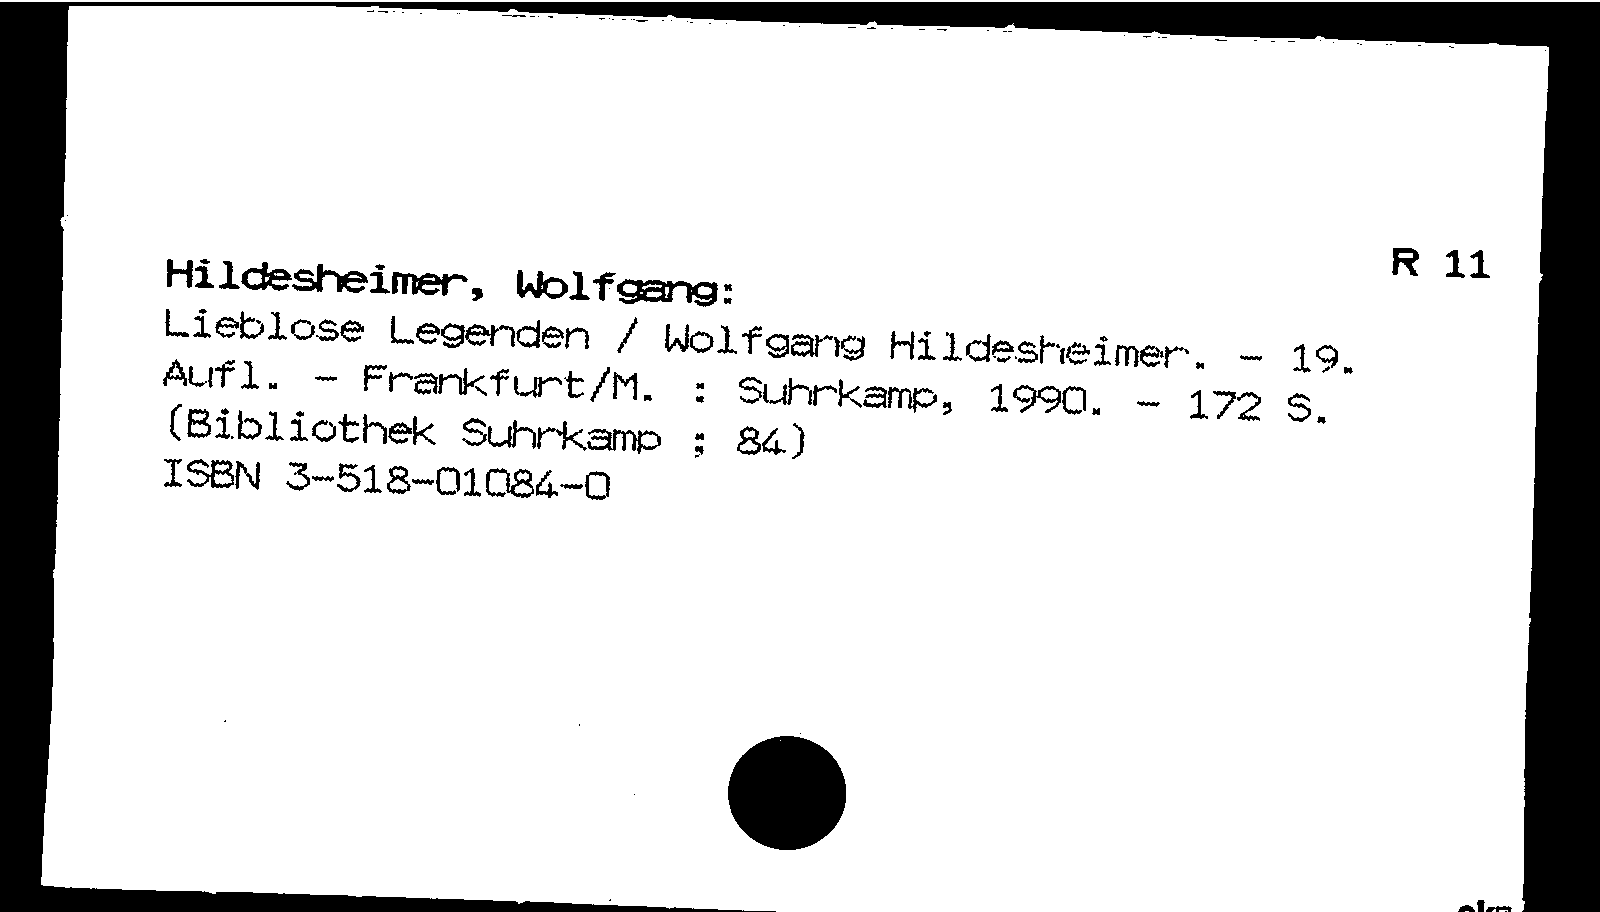 R 11
Hildesheimer, Wolfgang:
Lieblose Legenden / Wolfgang Hildesheimer. - 19.
Aufl. - Frankfurt/M. : Suhrkamp, 1990. - 172 S.
(Bibliothek Suhrkamp ; 84)
ISBN 3-518-01084-0